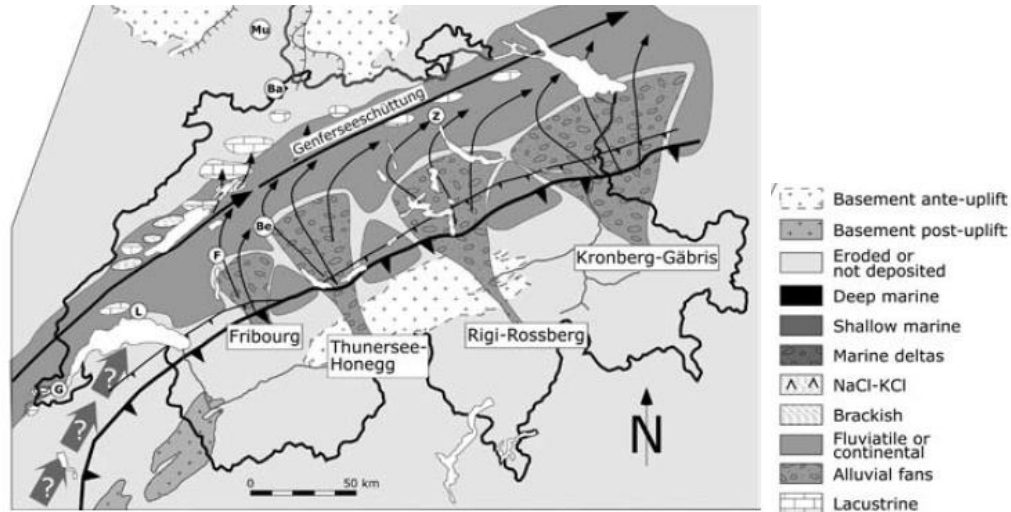 Mu
Ba
Genferseeschüttung
Z
Be
F
L
G
?
?
?
Fribourg
Thunersee-
Honegg
Rigi-Rossberg
Kronberg-Gäbris
N
0
50 km
Basement ante-uplift
Basement post-uplift
Eroded or
not deposited
Deep marine
Shallow marine
Marine deltas
NaCl-KCl
Brackish
Fluviatile or
continental
Alluvial fans
Lacustrine